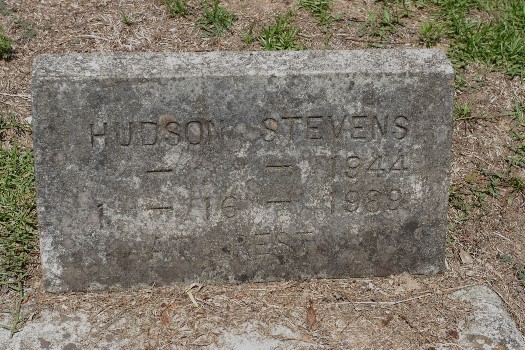 HUDSON STEVENS
— — 1944
1 — 16 — 1989
AT REST